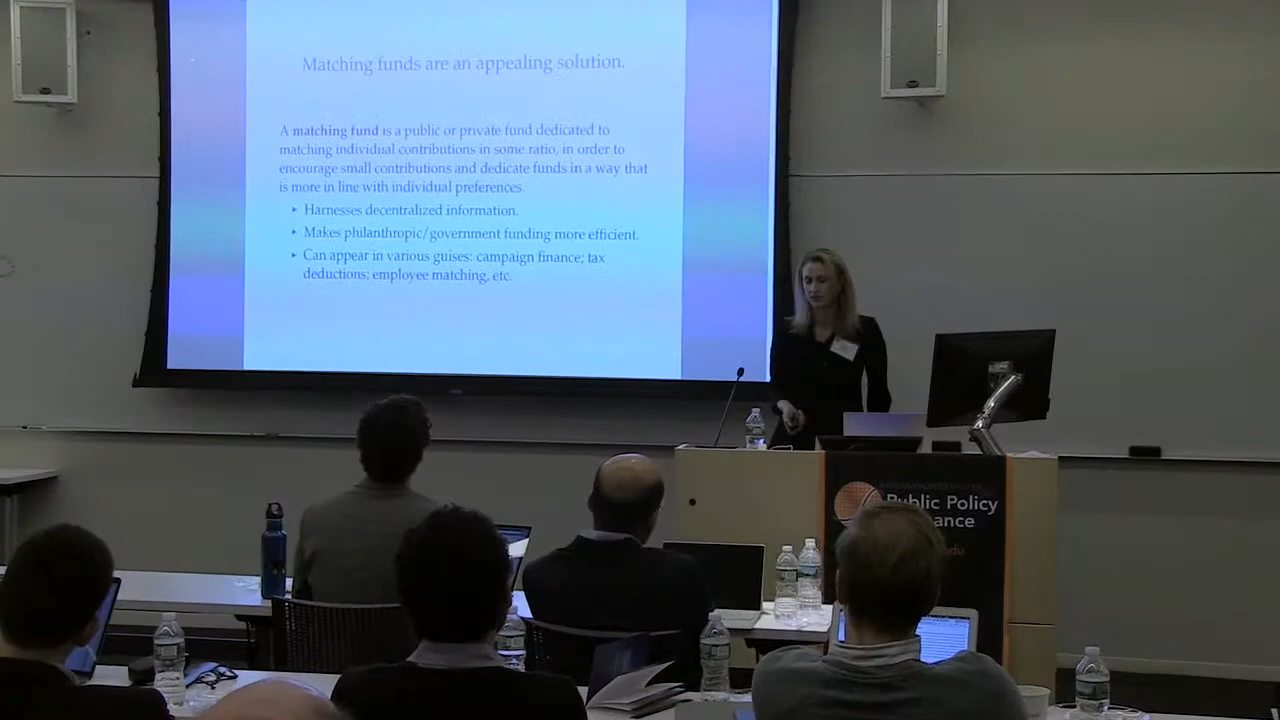 Matching funds are an appealing solution.
A matching fund is a public or private fund dedicated to
matching individual contributions in some ratio, in order to
encourage small contributions and dedicate funds in a way that
is more in line with individual preferences.
▸ Harnesses decentralized information.
▸ Makes philanthropic/government funding more efficient.
▸ Can appear in various guises: campaign finance; tax
deductions; employee matching, etc.
Public Policy
ance
edu